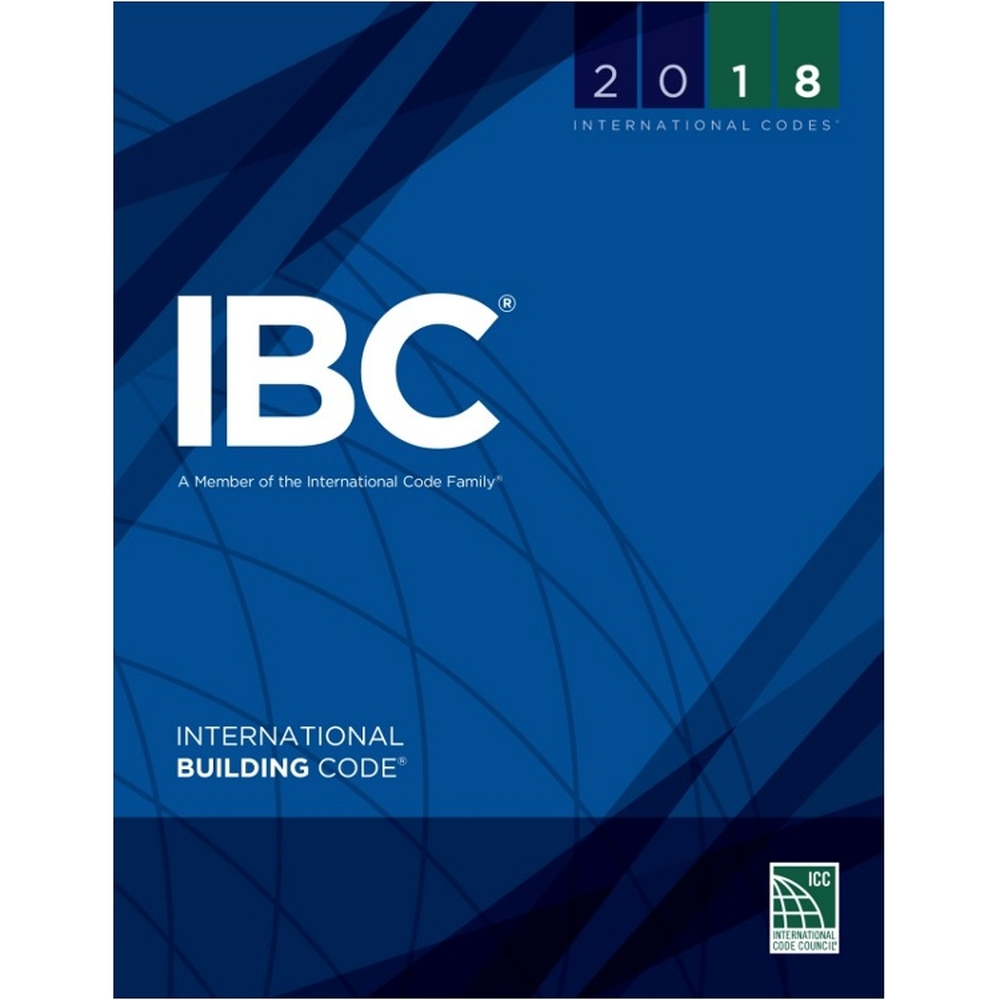 2018
INTERNATIONAL CODES®
IBC®
A Member of the International Code Family®
INTERNATIONAL
BUILDING CODE®
ICC
INTERNATIONAL
CODE COUNCIL®